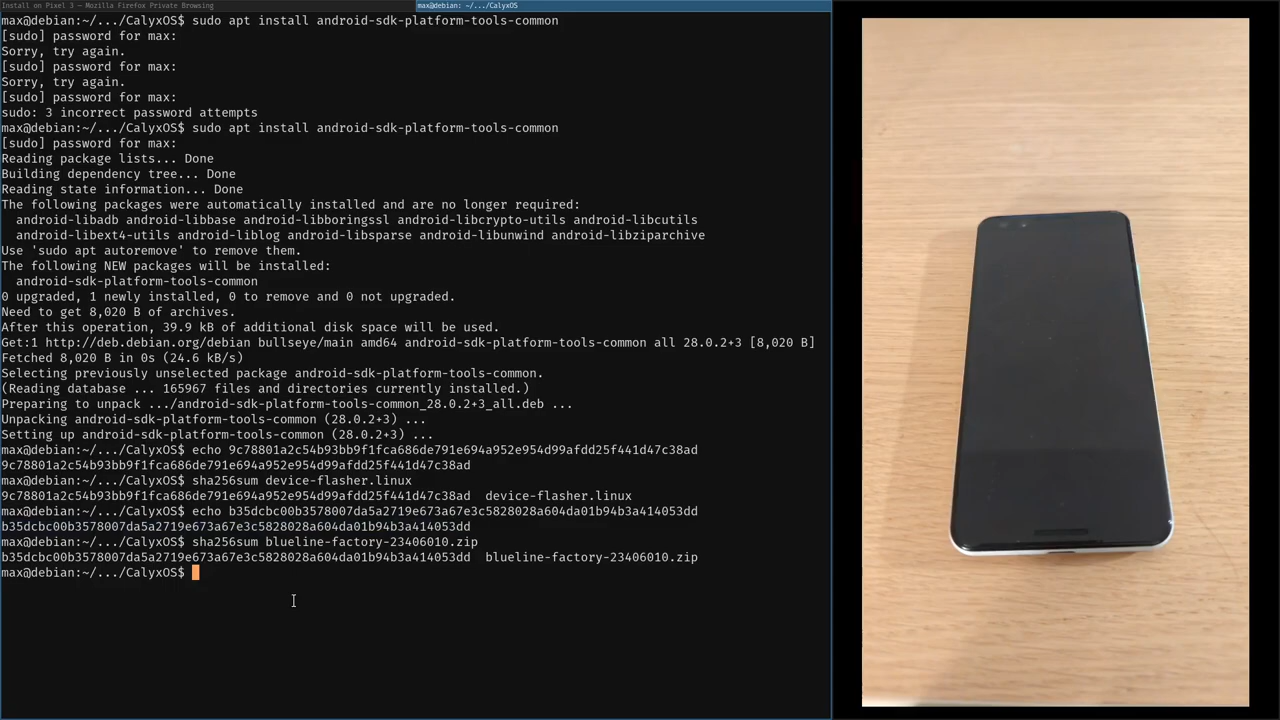 Install on Pixel 3 — Mozilla Firefox Private Browsing
max@debian: ~/.../CalyxOS
max@debian:~/.../CalyxOS$ sudo apt install android-sdk-platform-tools-common
[sudo] password for max:
Sorry, try again.
[sudo] password for max:
Sorry, try again.
[sudo] password for max:
sudo: 3 incorrect password attempts
max@debian:~/.../CalyxOS$ sudo apt install android-sdk-platform-tools-common
[sudo] password for max:
Reading package lists... Done
Building dependency tree... Done
Reading state information... Done
The following packages were automatically installed and are no longer required:
  android-libadb android-libbase android-libboringssl android-libcrypto-utils android-libcutils
  android-libext4-utils android-liblog android-libsparse android-libunwind android-libziparchive
Use 'sudo apt autoremove' to remove them.
The following NEW packages will be installed:
  android-sdk-platform-tools-common
0 upgraded, 1 newly installed, 0 to remove and 0 not upgraded.
Need to get 8,020 B of archives.
After this operation, 39.9 kB of additional disk space will be used.
Get:1 http://deb.debian.org/debian bullseye/main amd64 android-sdk-platform-tools-common all 28.0.2+3 [8,020 B]
Fetched 8,020 B in 0s (24.6 kB/s)
Selecting previously unselected package android-sdk-platform-tools-common.
(Reading database ... 165967 files and directories currently installed.)
Preparing to unpack .../android-sdk-platform-tools-common_28.0.2+3_all.deb ...
Unpacking android-sdk-platform-tools-common (28.0.2+3) ...
Setting up android-sdk-platform-tools-common (28.0.2+3) ...
max@debian:~/.../CalyxOS$ echo 9c78801a2c54b93bb9f1fca686de791e694a952e954d99afdd25f441d47c38ad
9c78801a2c54b93bb9f1fca686de791e694a952e954d99afdd25f441d47c38ad
max@debian:~/.../CalyxOS$ sha256sum device-flasher.linux
9c78801a2c54b93bb9f1fca686de791e694a952e954d99afdd25f441d47c38ad  device-flasher.linux
max@debian:~/.../CalyxOS$ echo b35dcbc00b3578007da5a2719e673a67e3c5828028a604da01b94b3a414053dd
b35dcbc00b3578007da5a2719e673a67e3c5828028a604da01b94b3a414053dd
max@debian:~/.../CalyxOS$ sha256sum blueline-factory-23406010.zip
b35dcbc00b3578007da5a2719e673a67e3c5828028a604da01b94b3a414053dd  blueline-factory-23406010.zip
max@debian:~/.../CalyxOS$